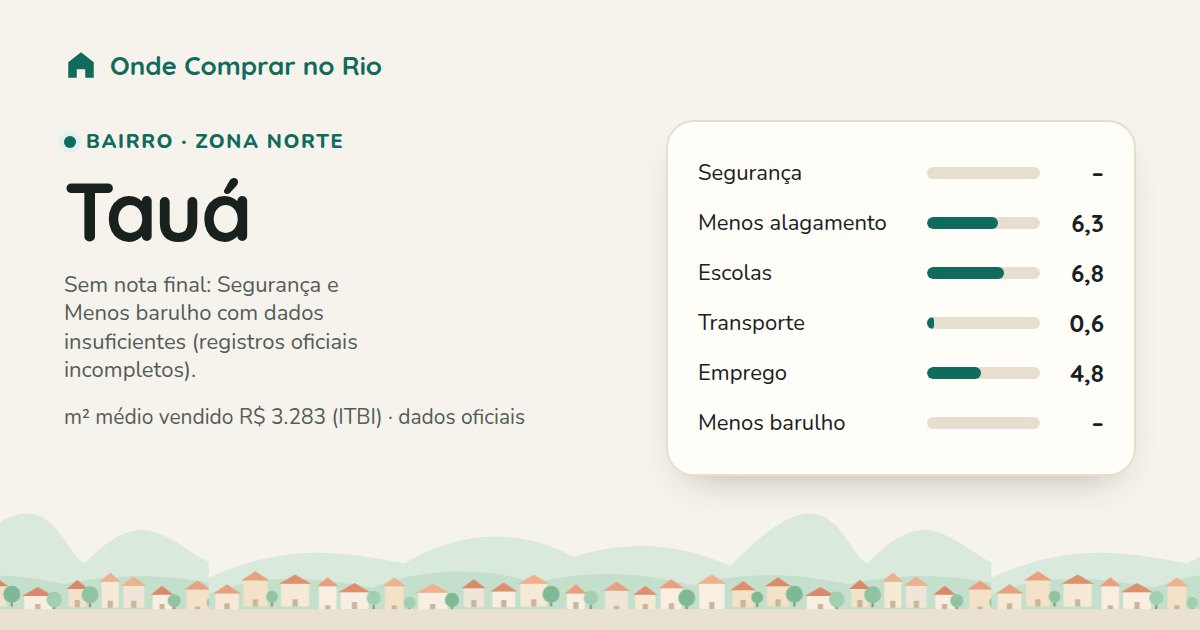 Onde Comprar no Rio
BAIRRO · ZONA NORTE
Tauá
Sem nota final: Segurança e
Menos barulho com dados
insuficientes (registros oficiais
incompletos).
m² médio vendido R$ 3.283 (ITBI) · dados oficiais
Segurança –
Menos alagamento 6,3
Escolas 6,8
Transporte 0,6
Emprego 4,8
Menos barulho –